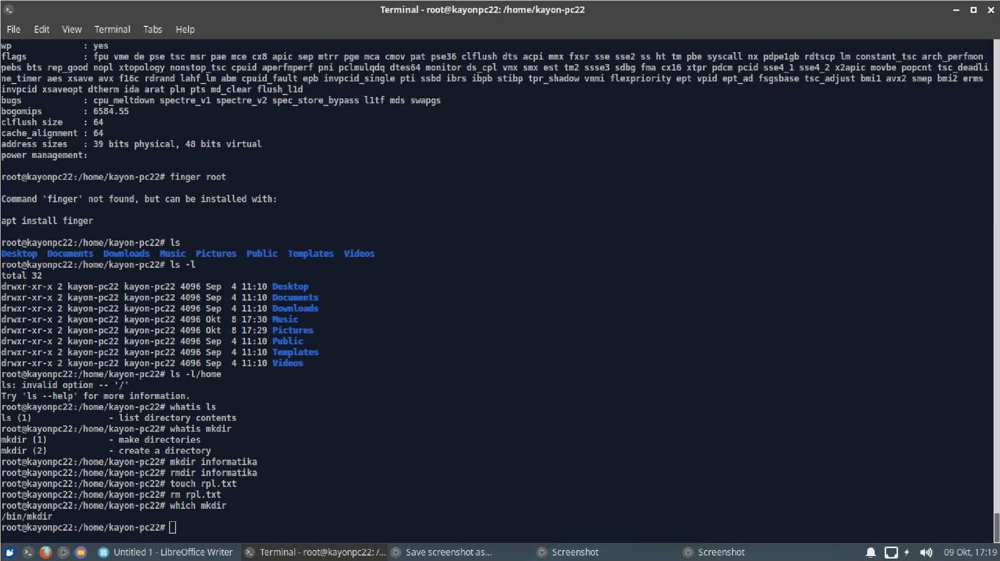 Terminal - root@kayonpc22: /home/kayon-pc22
File Edit View Terminal Tabs Help
wp : yes
flags : fpu vme de pse tsc msr pae mce cx8 apic sep mtrr pge mca cmov pat pse36 clflush dts acpi mmx fxsr sse sse2 ss ht tm pbe syscall nx pdpe1gb rdtscp lm constant_tsc arch_perfmon
pebs bts rep_good nopl xtopology nonstop_tsc cpuid aperfmperf pni pclmulqdq dtes64 monitor ds_cpl vmx smx est tm2 ssse3 sdbg fma cx16 xtpr pdcm pcid sse4_1 sse4_2 x2apic movbe popcnt tsc_deadli
ne_timer aes xsave avx f16c rdrand lahf_lm abm cpuid_fault epb invpcid_single pti ssbd ibrs ibpb stibp tpr_shadow vnmi flexpriority ept vpid ept_ad fsgsbase tsc_adjust bmi1 avx2 smep bmi2 erms
invpcid xsaveopt dtherm ida arat pln pts md_clear flush_l1d
bugs : cpu_meltdown spectre_v1 spectre_v2 spec_store_bypass l1tf mds swapgs
bogomips : 6584.55
clflush size : 64
cache_alignment : 64
address sizes : 39 bits physical, 48 bits virtual
power management:
root@kayonpc22:/home/kayon-pc22# finger root
Command 'finger' not found, but can be installed with:
apt install finger
root@kayonpc22:/home/kayon-pc22# ls
Desktop Documents Downloads Music Pictures Public Templates Videos
root@kayonpc22:/home/kayon-pc22# ls -l
total 32
drwxr-xr-x 2 kayon-pc22 kayon-pc22 4096 Sep 4 11:10 Desktop
drwxr-xr-x 2 kayon-pc22 kayon-pc22 4096 Sep 4 11:10 Documents
drwxr-xr-x 2 kayon-pc22 kayon-pc22 4096 Sep 4 11:10 Downloads
drwxr-xr-x 2 kayon-pc22 kayon-pc22 4096 Okt 8 17:30 Music
drwxr-xr-x 2 kayon-pc22 kayon-pc22 4096 Okt 8 17:29 Pictures
drwxr-xr-x 2 kayon-pc22 kayon-pc22 4096 Sep 4 11:10 Public
drwxr-xr-x 2 kayon-pc22 kayon-pc22 4096 Sep 4 11:10 Templates
drwxr-xr-x 2 kayon-pc22 kayon-pc22 4096 Sep 4 11:10 Videos
root@kayonpc22:/home/kayon-pc22# ls -l/home
ls: invalid option -- '/'
Try 'ls --help' for more information.
root@kayonpc22:/home/kayon-pc22# whatis ls
ls (1) - list directory contents
root@kayonpc22:/home/kayon-pc22# whatis mkdir
mkdir (1) - make directories
mkdir (2) - create a directory
root@kayonpc22:/home/kayon-pc22# mkdir informatika
root@kayonpc22:/home/kayon-pc22# rmdir informatika
root@kayonpc22:/home/kayon-pc22# touch rpl.txt
root@kayonpc22:/home/kayon-pc22# rm rpl.txt
root@kayonpc22:/home/kayon-pc22# which mkdir
/bin/mkdir
root@kayonpc22:/home/kayon-pc22#
Untitled 1 - LibreOffice Writer Terminal - root@kayonpc22: /... Save screenshot as... Screenshot Screenshot 09 Okt, 17:19